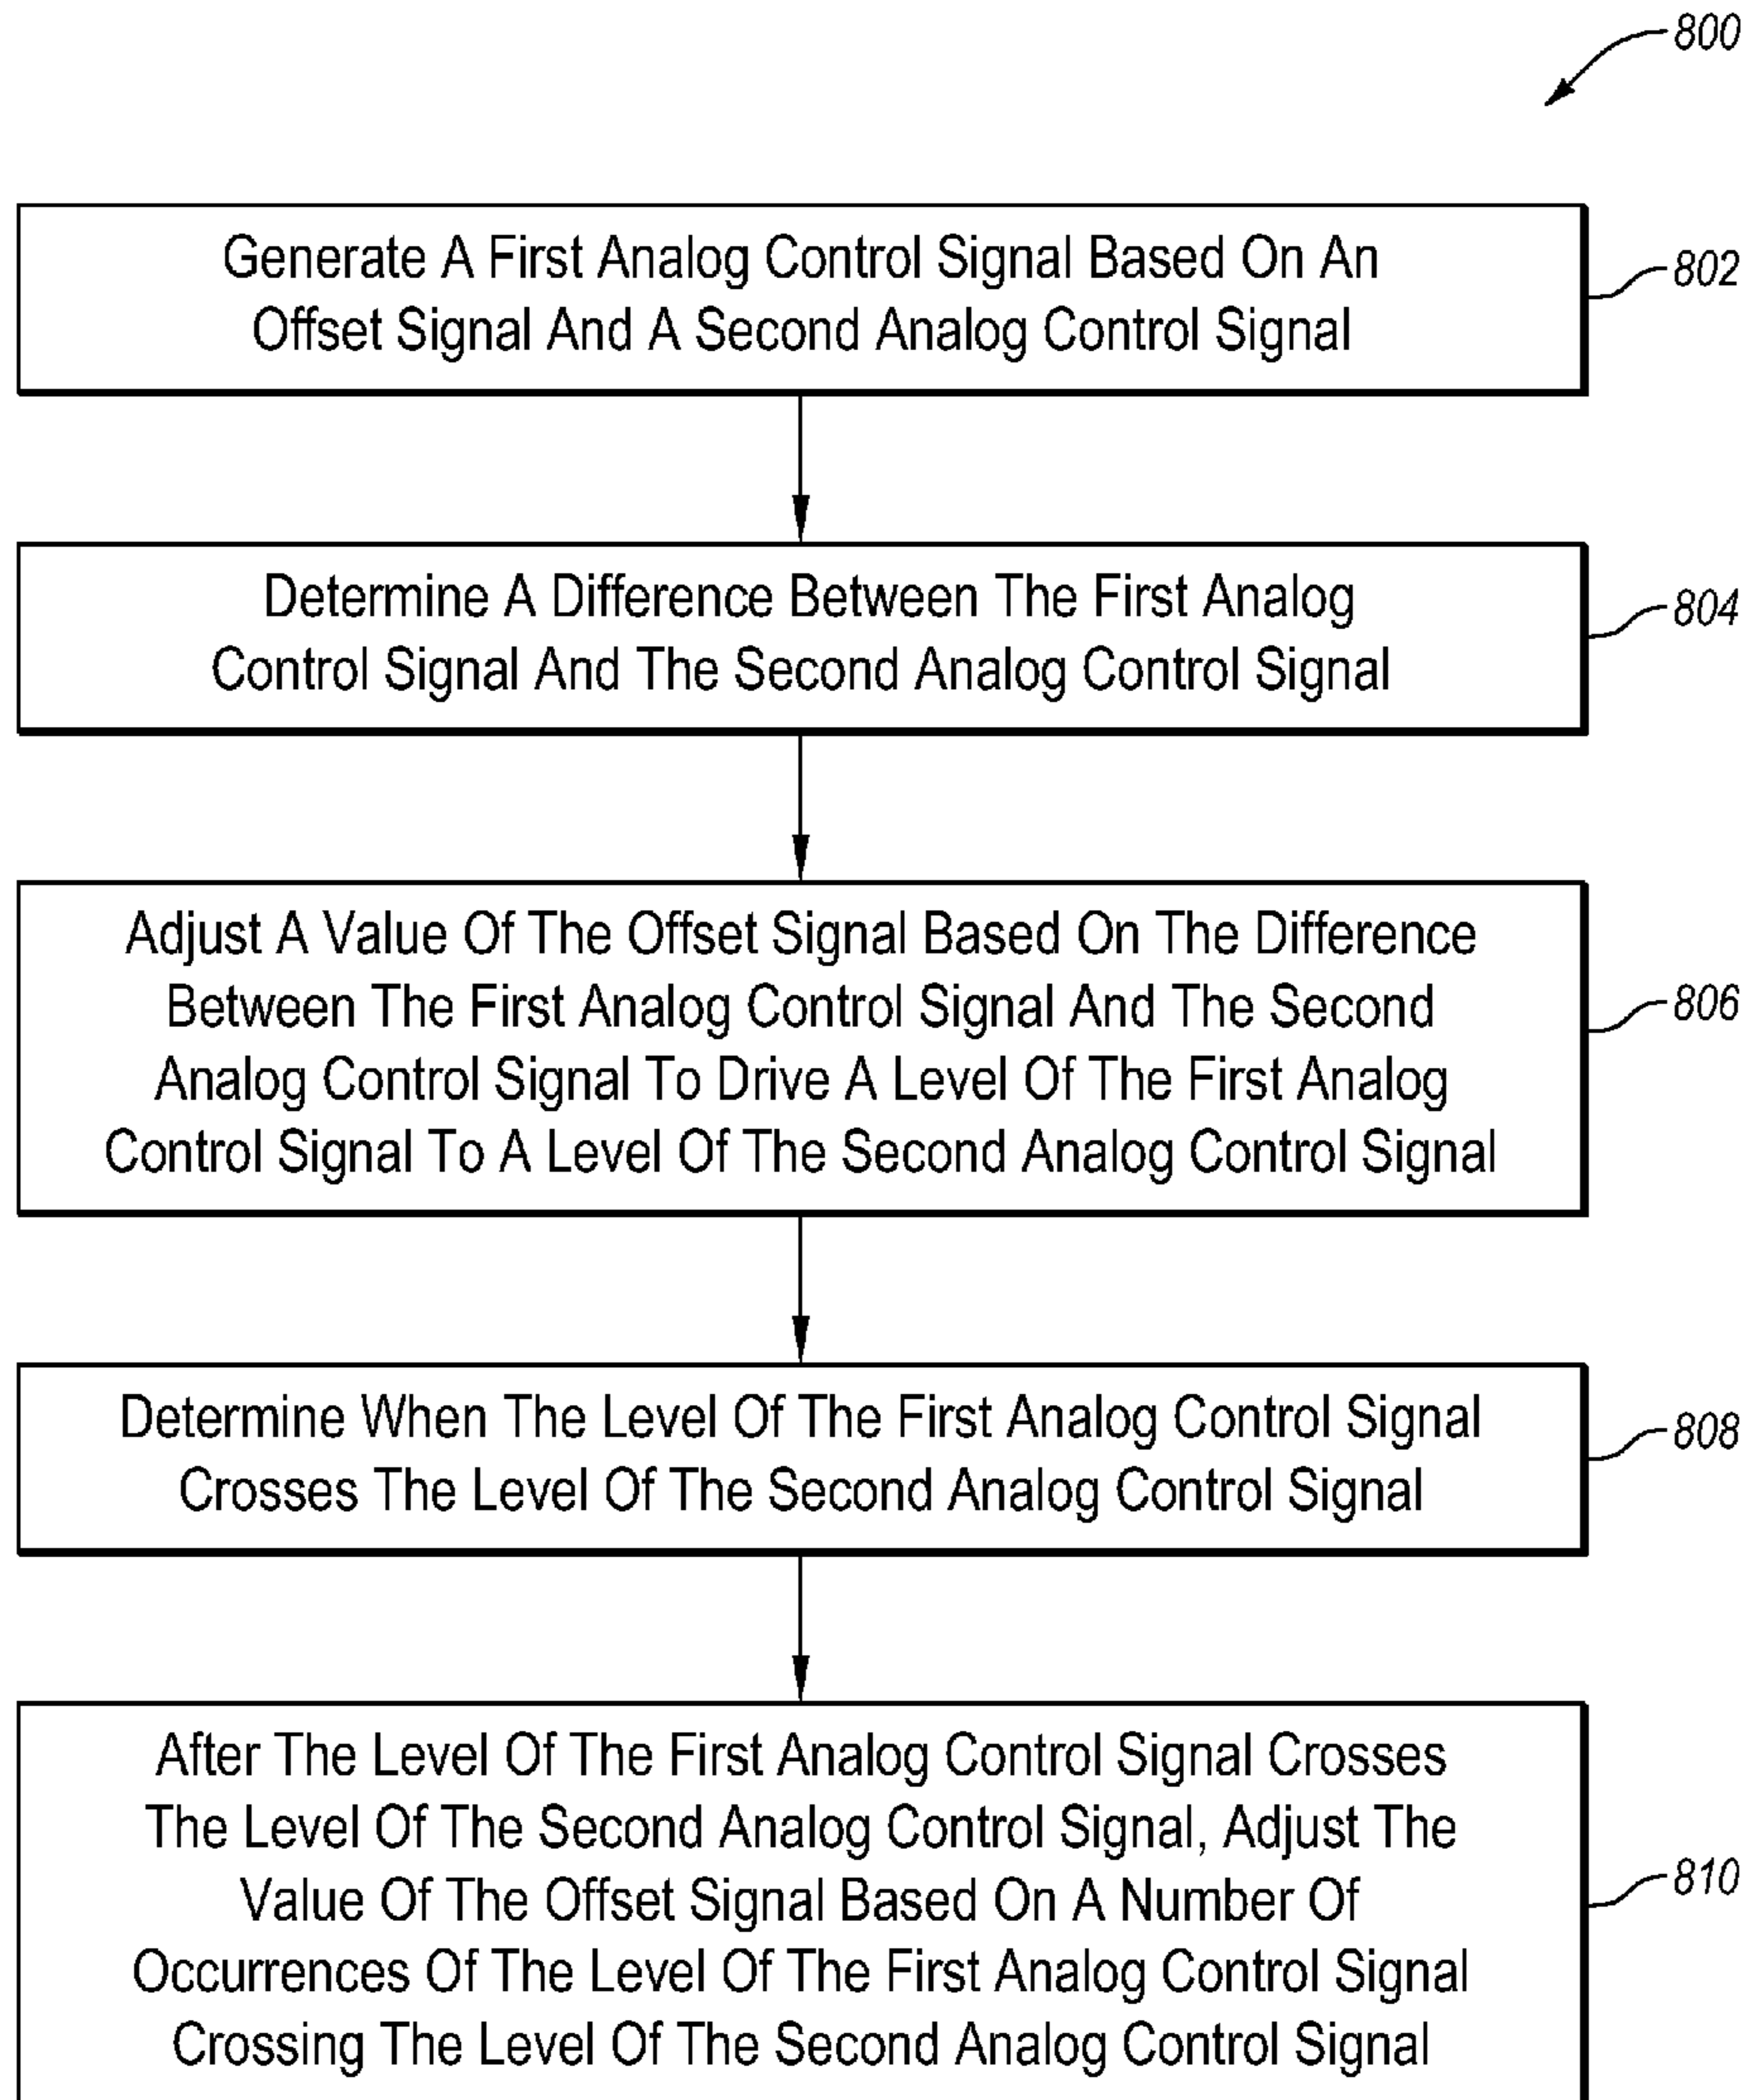 800
Generate A First Analog Control Signal Based On An
Offset Signal And A Second Analog Control Signal
802
Determine A Difference Between The First Analog
Control Signal And The Second Analog Control Signal
804
Adjust A Value Of The Offset Signal Based On The Difference
Between The First Analog Control Signal And The Second
Analog Control Signal To Drive A Level Of The First Analog
Control Signal To A Level Of The Second Analog Control Signal
806
Determine When The Level Of The First Analog Control Signal
Crosses The Level Of The Second Analog Control Signal
808
After The Level Of The First Analog Control Signal Crosses
The Level Of The Second Analog Control Signal, Adjust The
Value Of The Offset Signal Based On A Number Of
Occurrences Of The Level Of The First Analog Control Signal
Crossing The Level Of The Second Analog Control Signal
810